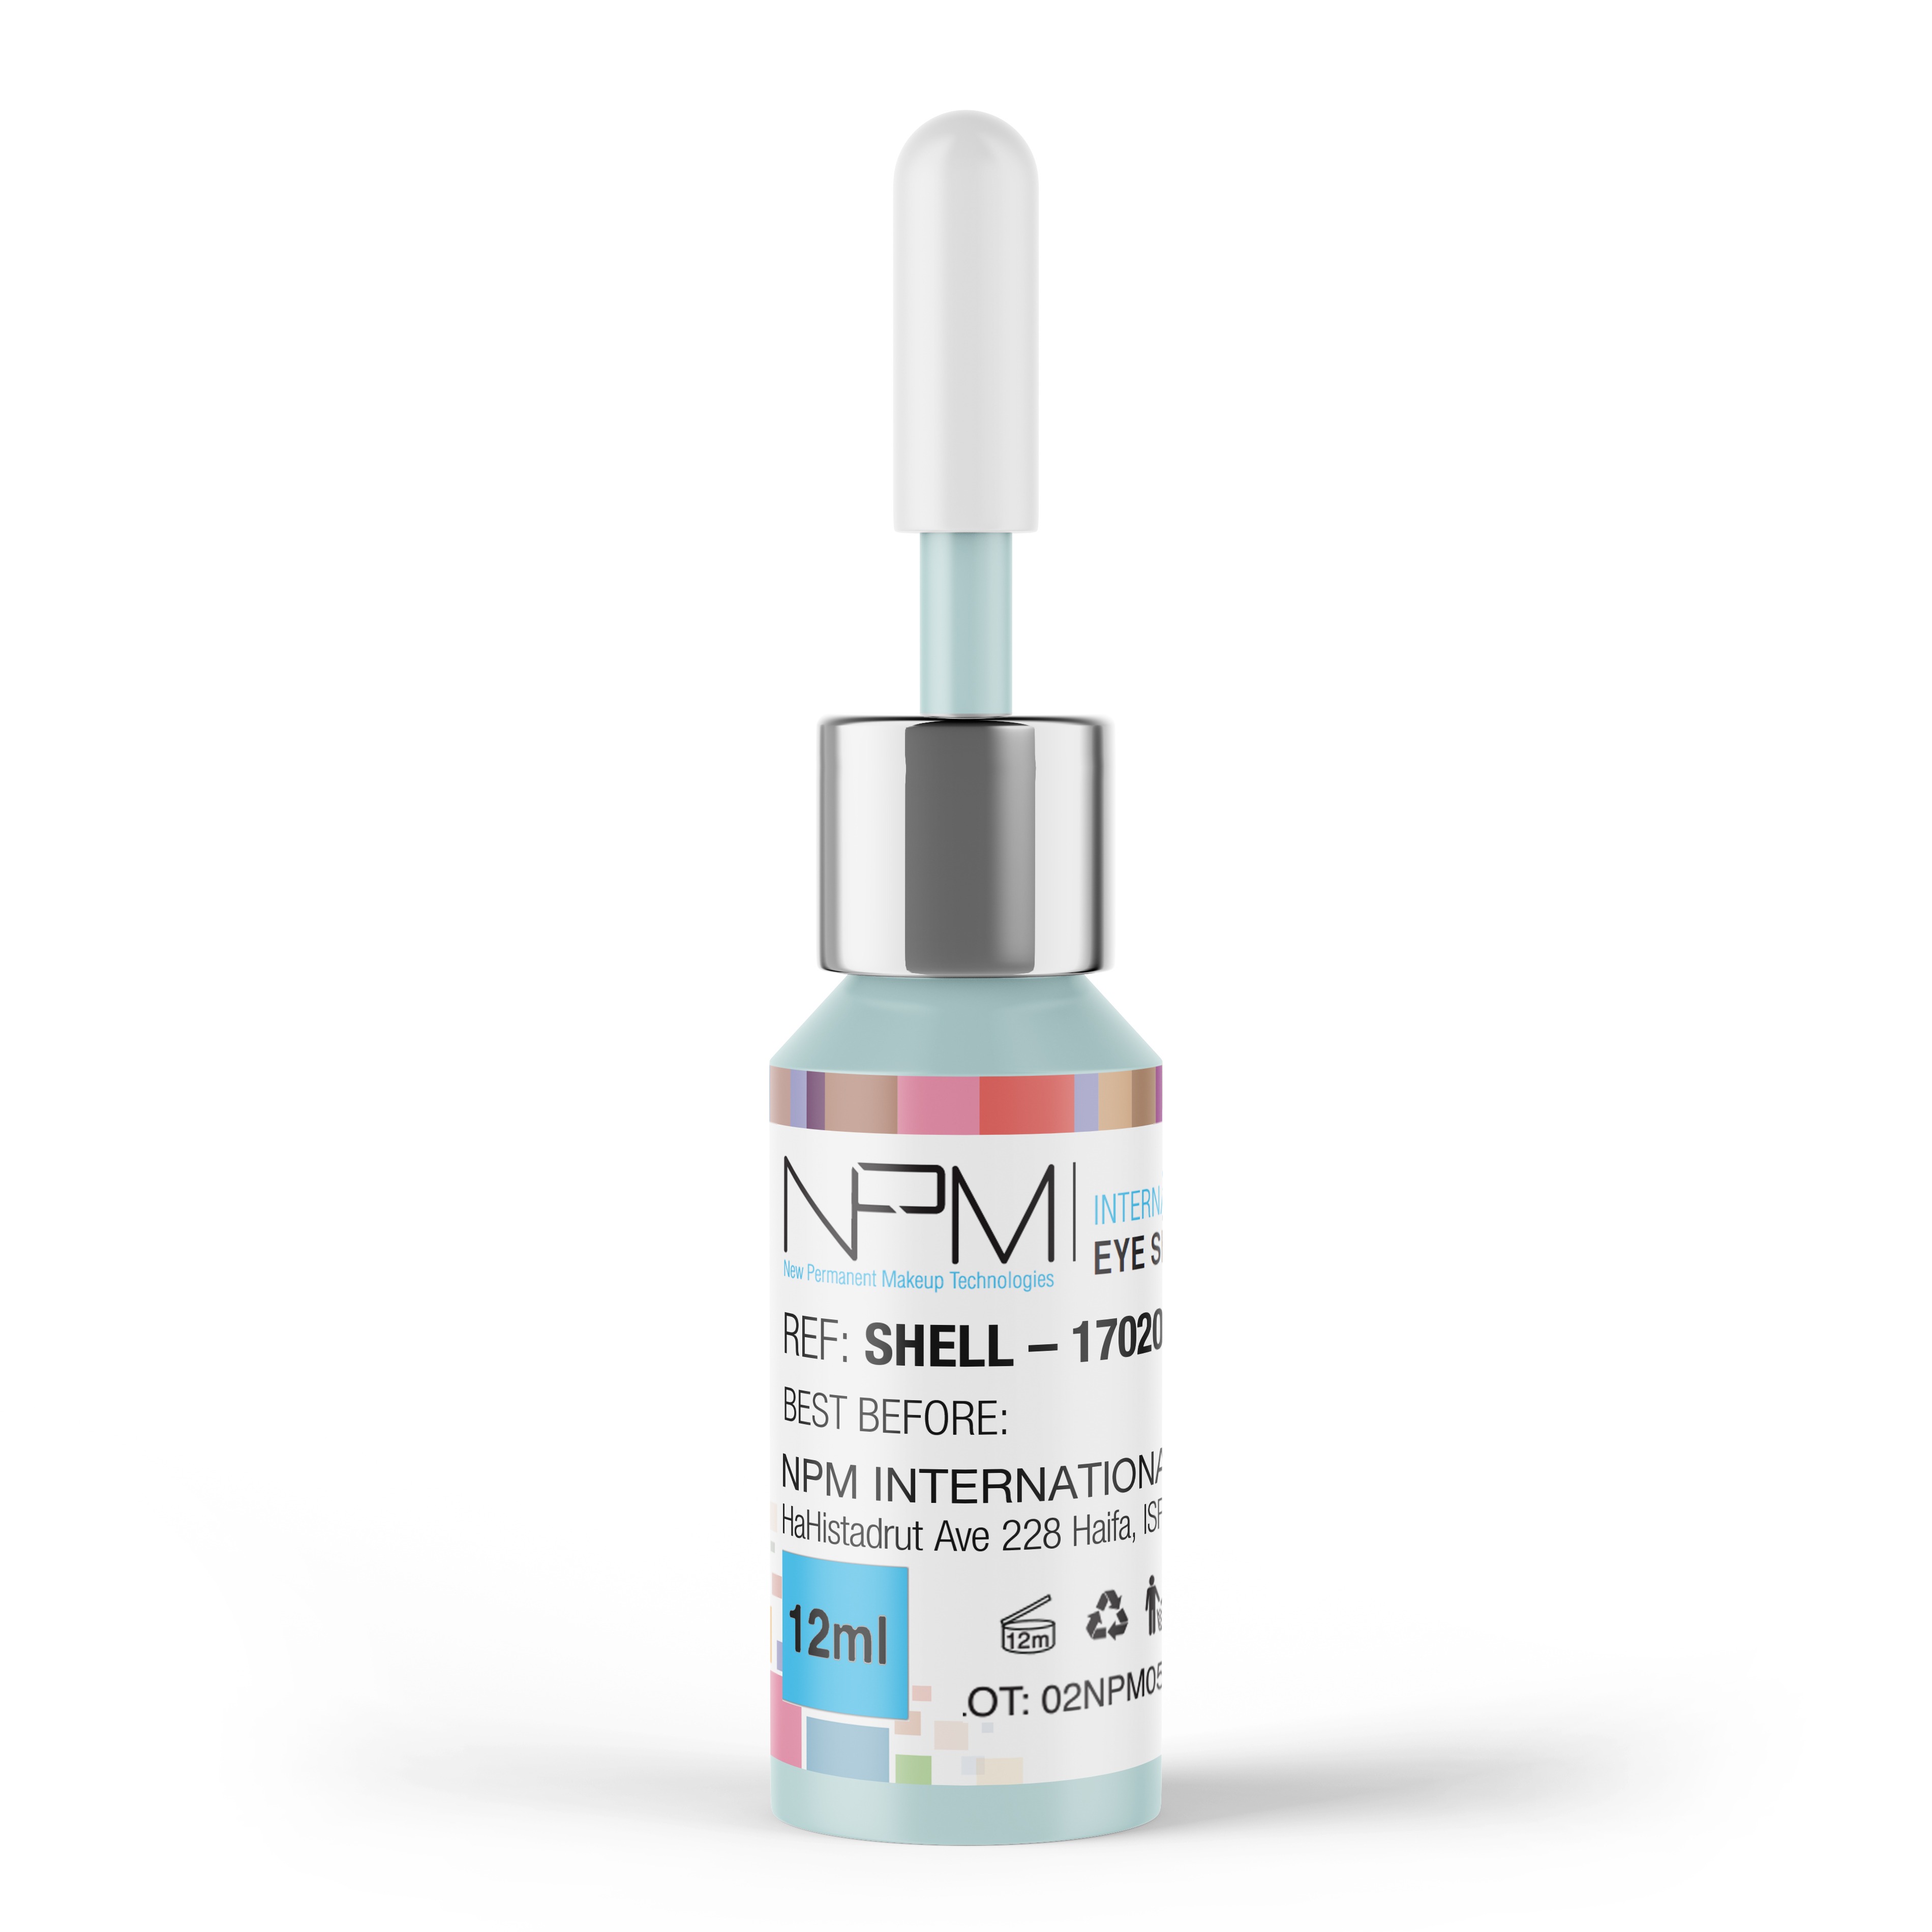 NPM
New Permanent Makeup Technologies
INTERNA
EYE S
REF: SHELL – 17020
BEST BEFORE:
NPM INTERNATIONA
HaHistadrut Ave 228 Haifa, ISR
12ml
12m
.OT: 02NPM05